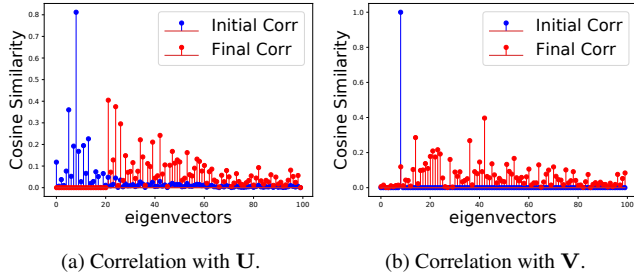 Initial Corr
Final Corr
Cosine Similarity
0.8
0.7
0.6
0.5
0.4
0.3
0.2
0.1
0.0
0 20 40 60 80 100
eigenvectors
(a) Correlation with U.
Initial Corr
Final Corr
Cosine Similarity
1.0
0.8
0.6
0.4
0.2
0.0
0 20 40 60 80 100
eigenvectors
(b) Correlation with V.